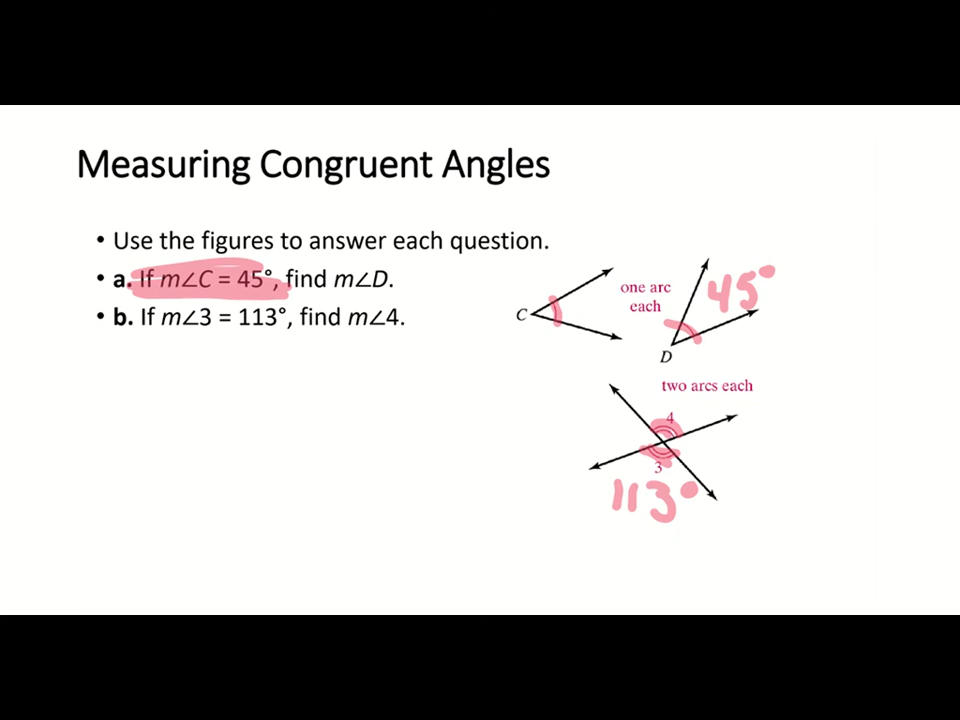 Measuring Congruent Angles
• Use the figures to answer each question.
• a. If m∠C = 45°, find m∠D.
• b. If m∠3 = 113°, find m∠4.
C
one arc
each
45°
D
two arcs each
4
3
113°